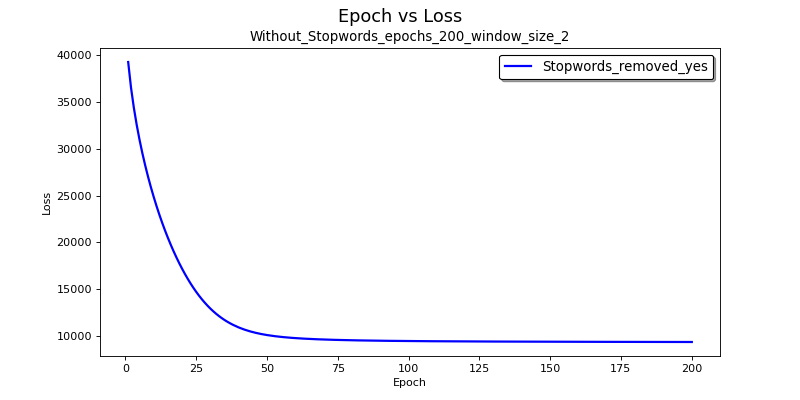 Epoch vs Loss
Without_Stopwords_epochs_200_window_size_2
Stopwords_removed_yes
40000
35000
30000
25000
20000
15000
10000
Loss
0 25 50 75 100 125 150 175 200
Epoch